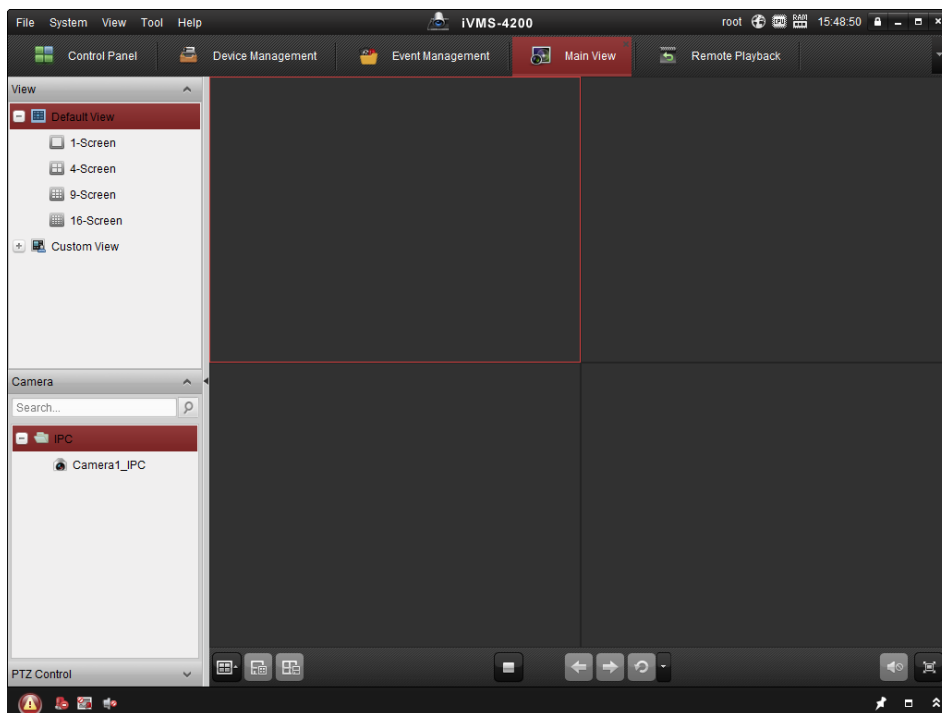 File System View Tool Help iVMS-4200 root CPU RAM 15:48:50
Control Panel Device Management Event Management Main View Remote Playback
View
Default View
1-Screen
4-Screen
9-Screen
16-Screen
Custom View
Camera
Search...
IPC
Camera1_IPC
PTZ Control